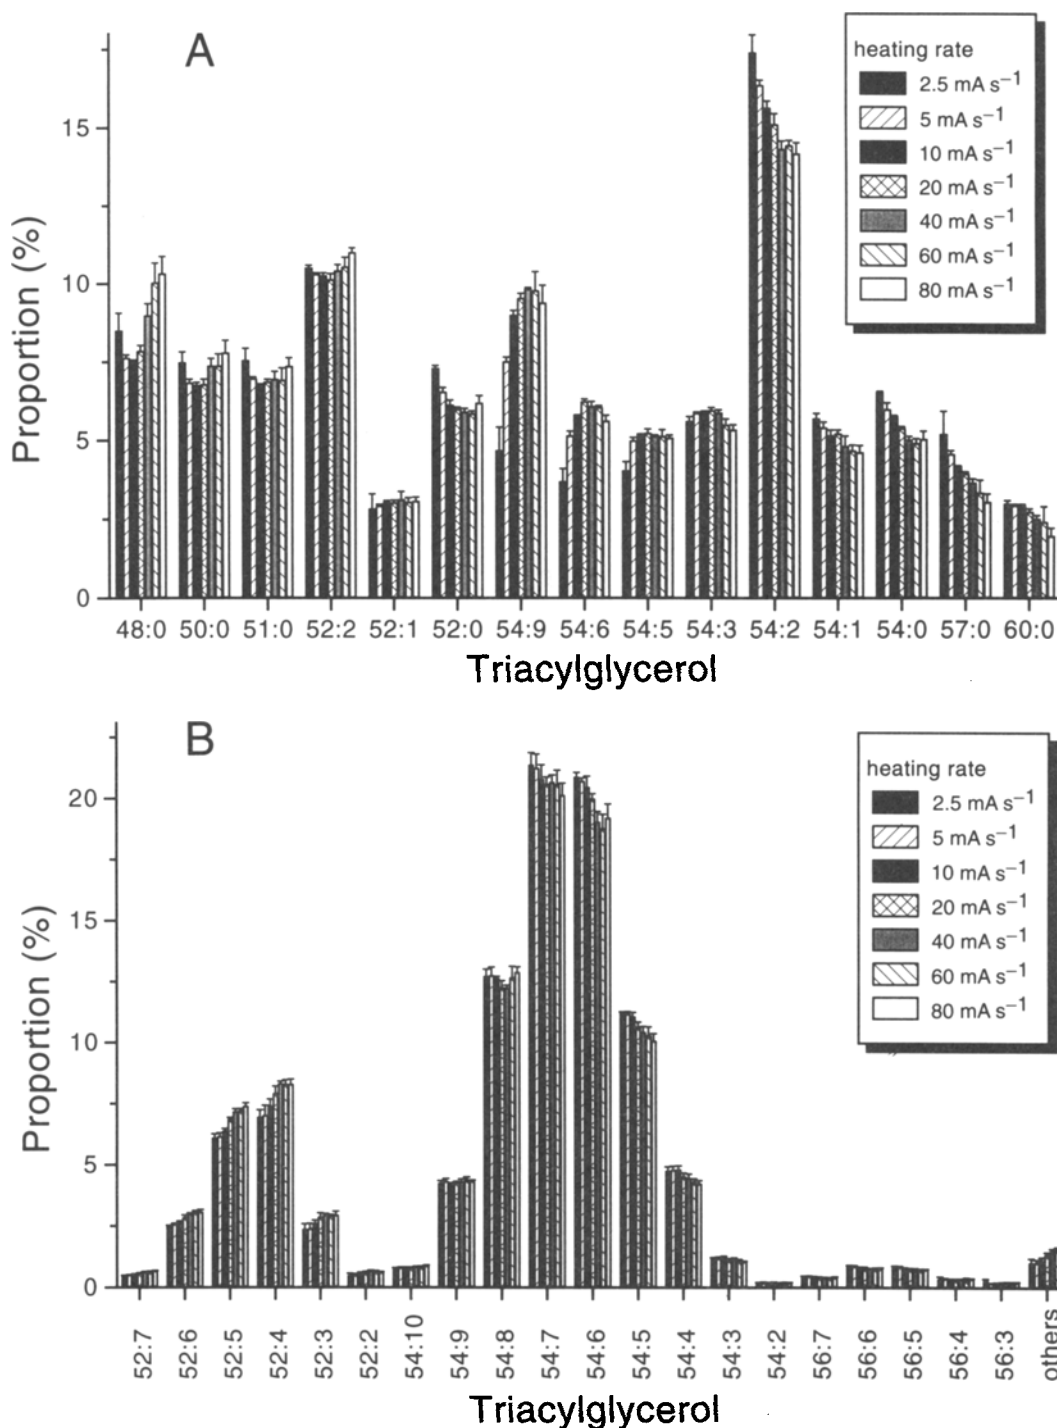 A
heating rate
2.5 mA s⁻¹
5 mA s⁻¹
10 mA s⁻¹
20 mA s⁻¹
40 mA s⁻¹
60 mA s⁻¹
80 mA s⁻¹
Proportion (%)
15
10
5
0
48:0 50:0 51:0 52:2 52:1 52:0 54:9 54:6 54:5 54:3 54:2 54:1 54:0 57:0 60:0
Triacylglycerol
B
heating rate
2.5 mA s⁻¹
5 mA s⁻¹
10 mA s⁻¹
20 mA s⁻¹
40 mA s⁻¹
60 mA s⁻¹
80 mA s⁻¹
Proportion (%)
20
15
10
5
0
52:7 52:6 52:5 52:4 52:3 52:2 54:10 54:9 54:8 54:7 54:6 54:5 54:4 54:3 54:2 56:7 56:6 56:5 56:4 56:3 others
Triacylglycerol